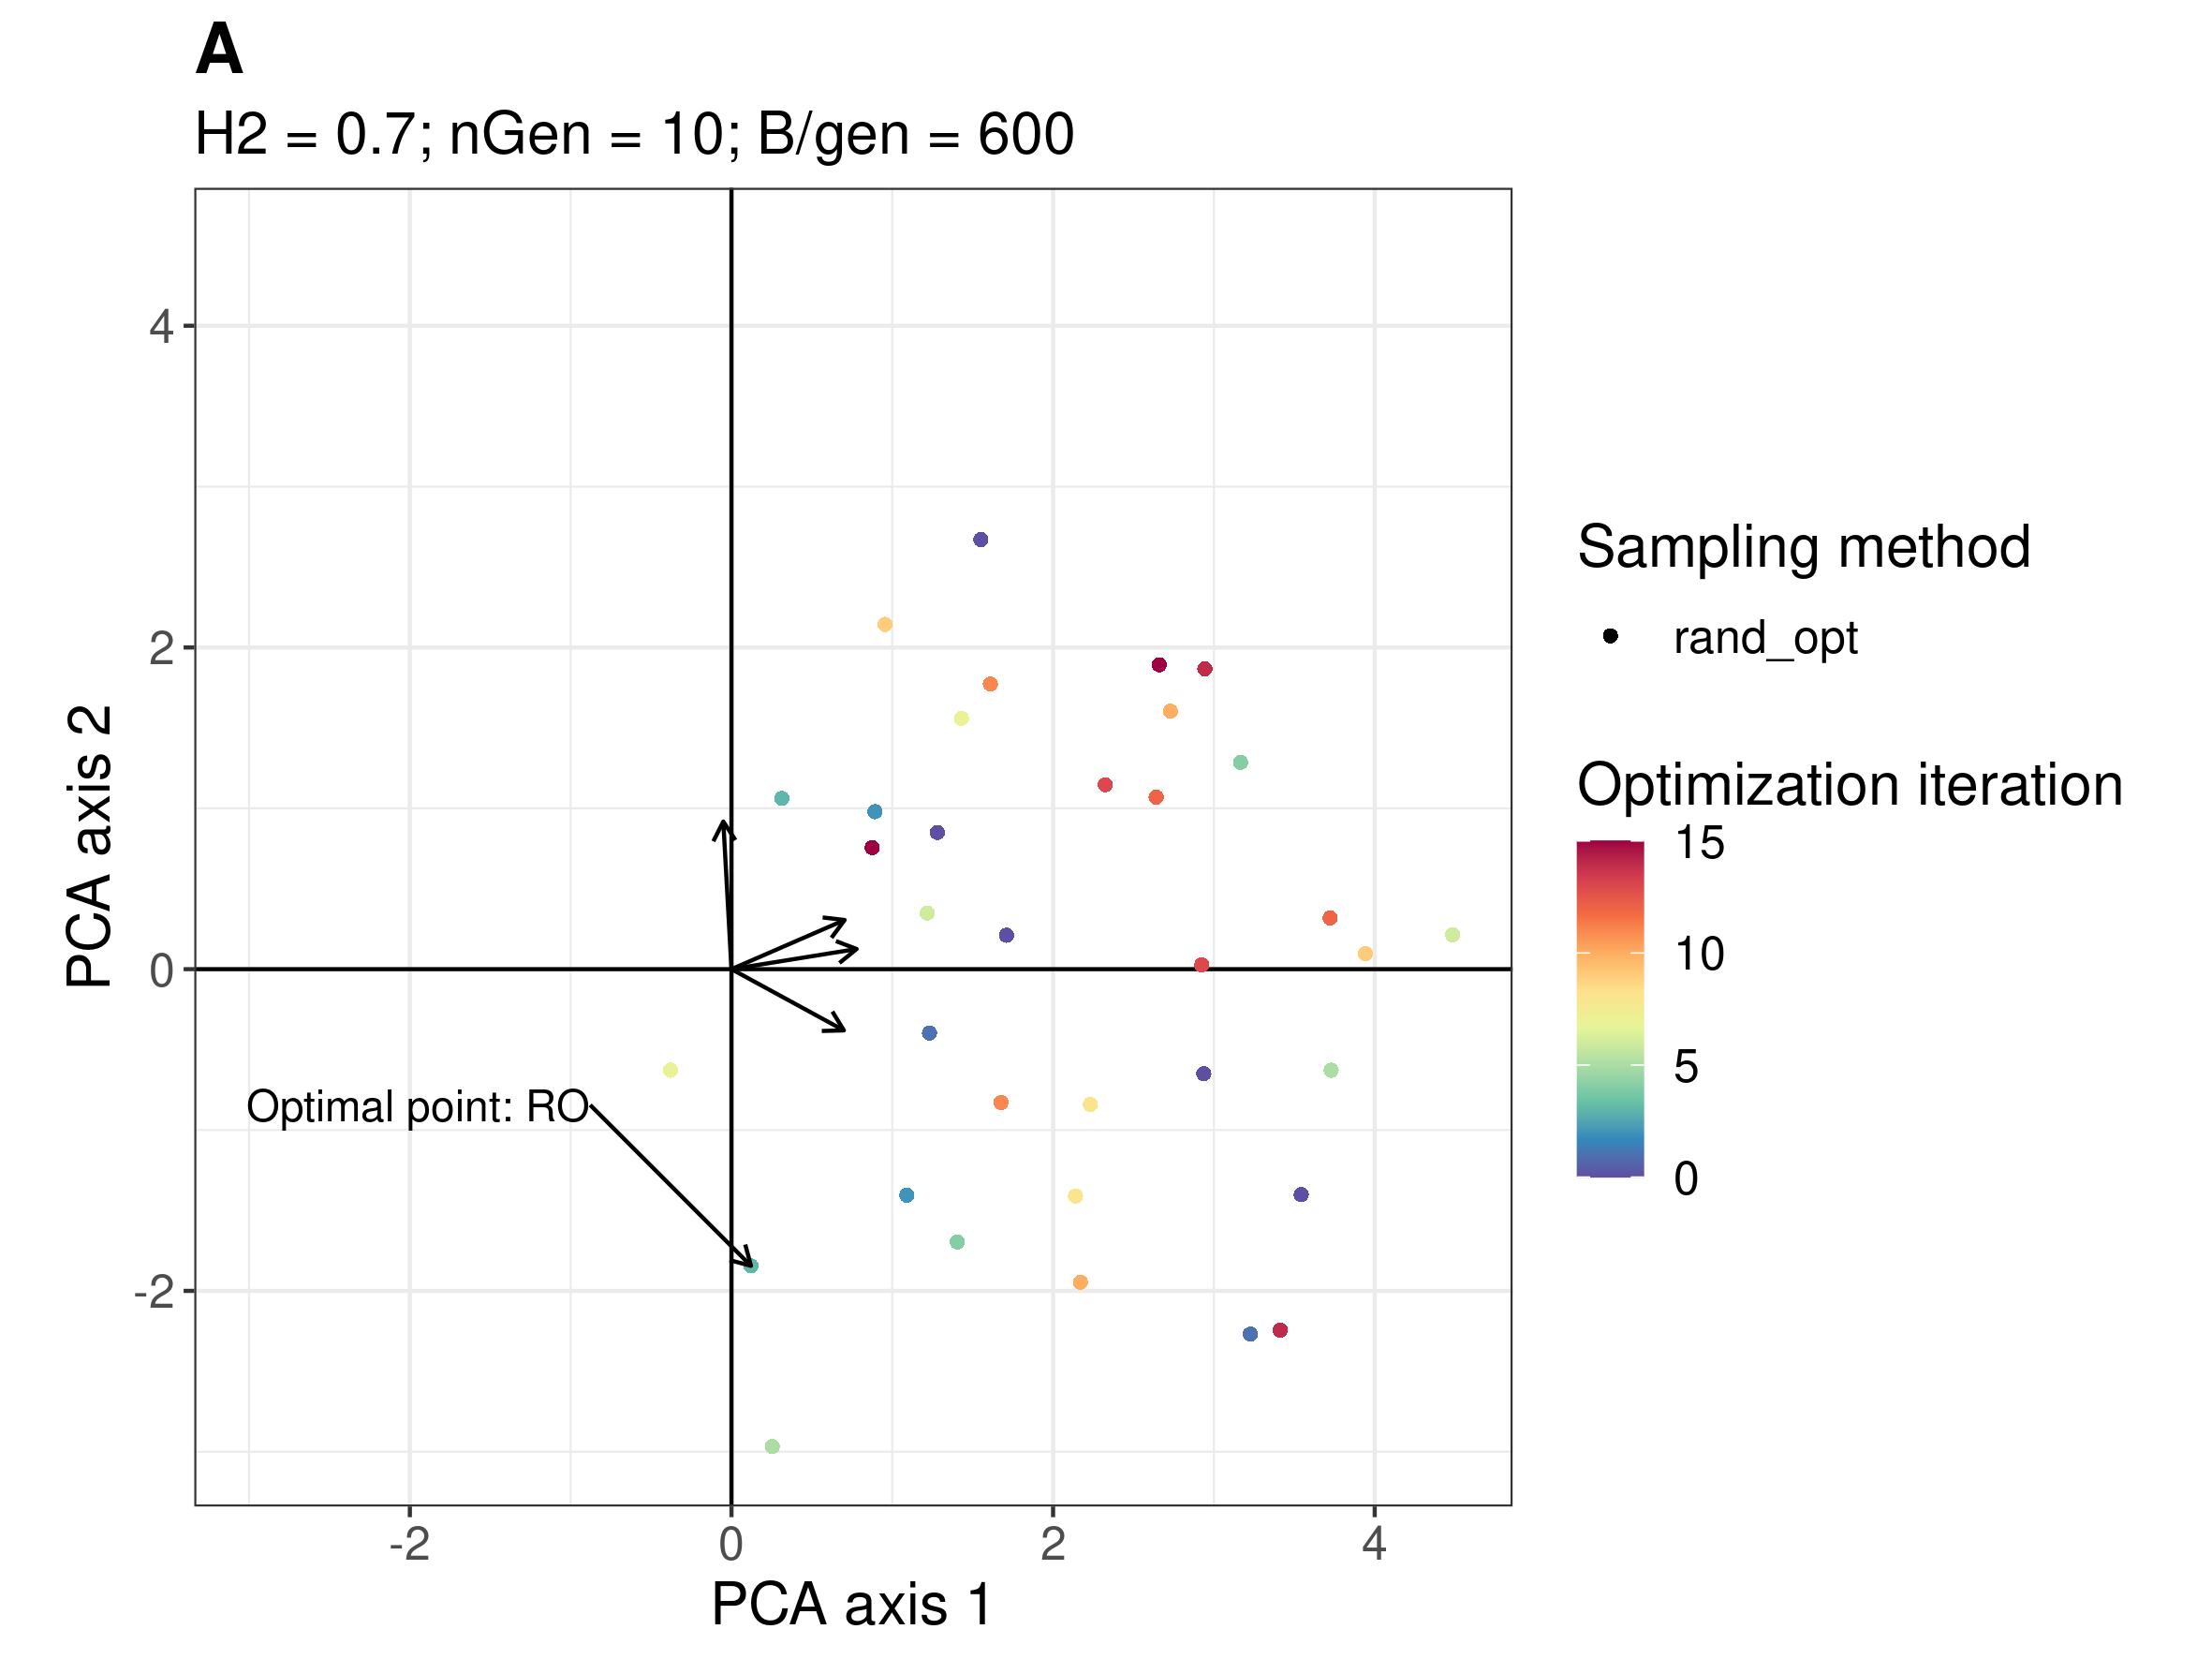 A
H2 = 0.7; nGen = 10; B/gen = 600
PCA axis 2
4
2
0
-2
Optimal point: RO
-2
0
2
4
PCA axis 1
Sampling method
rand_opt
Optimization iteration
15
10
5
0